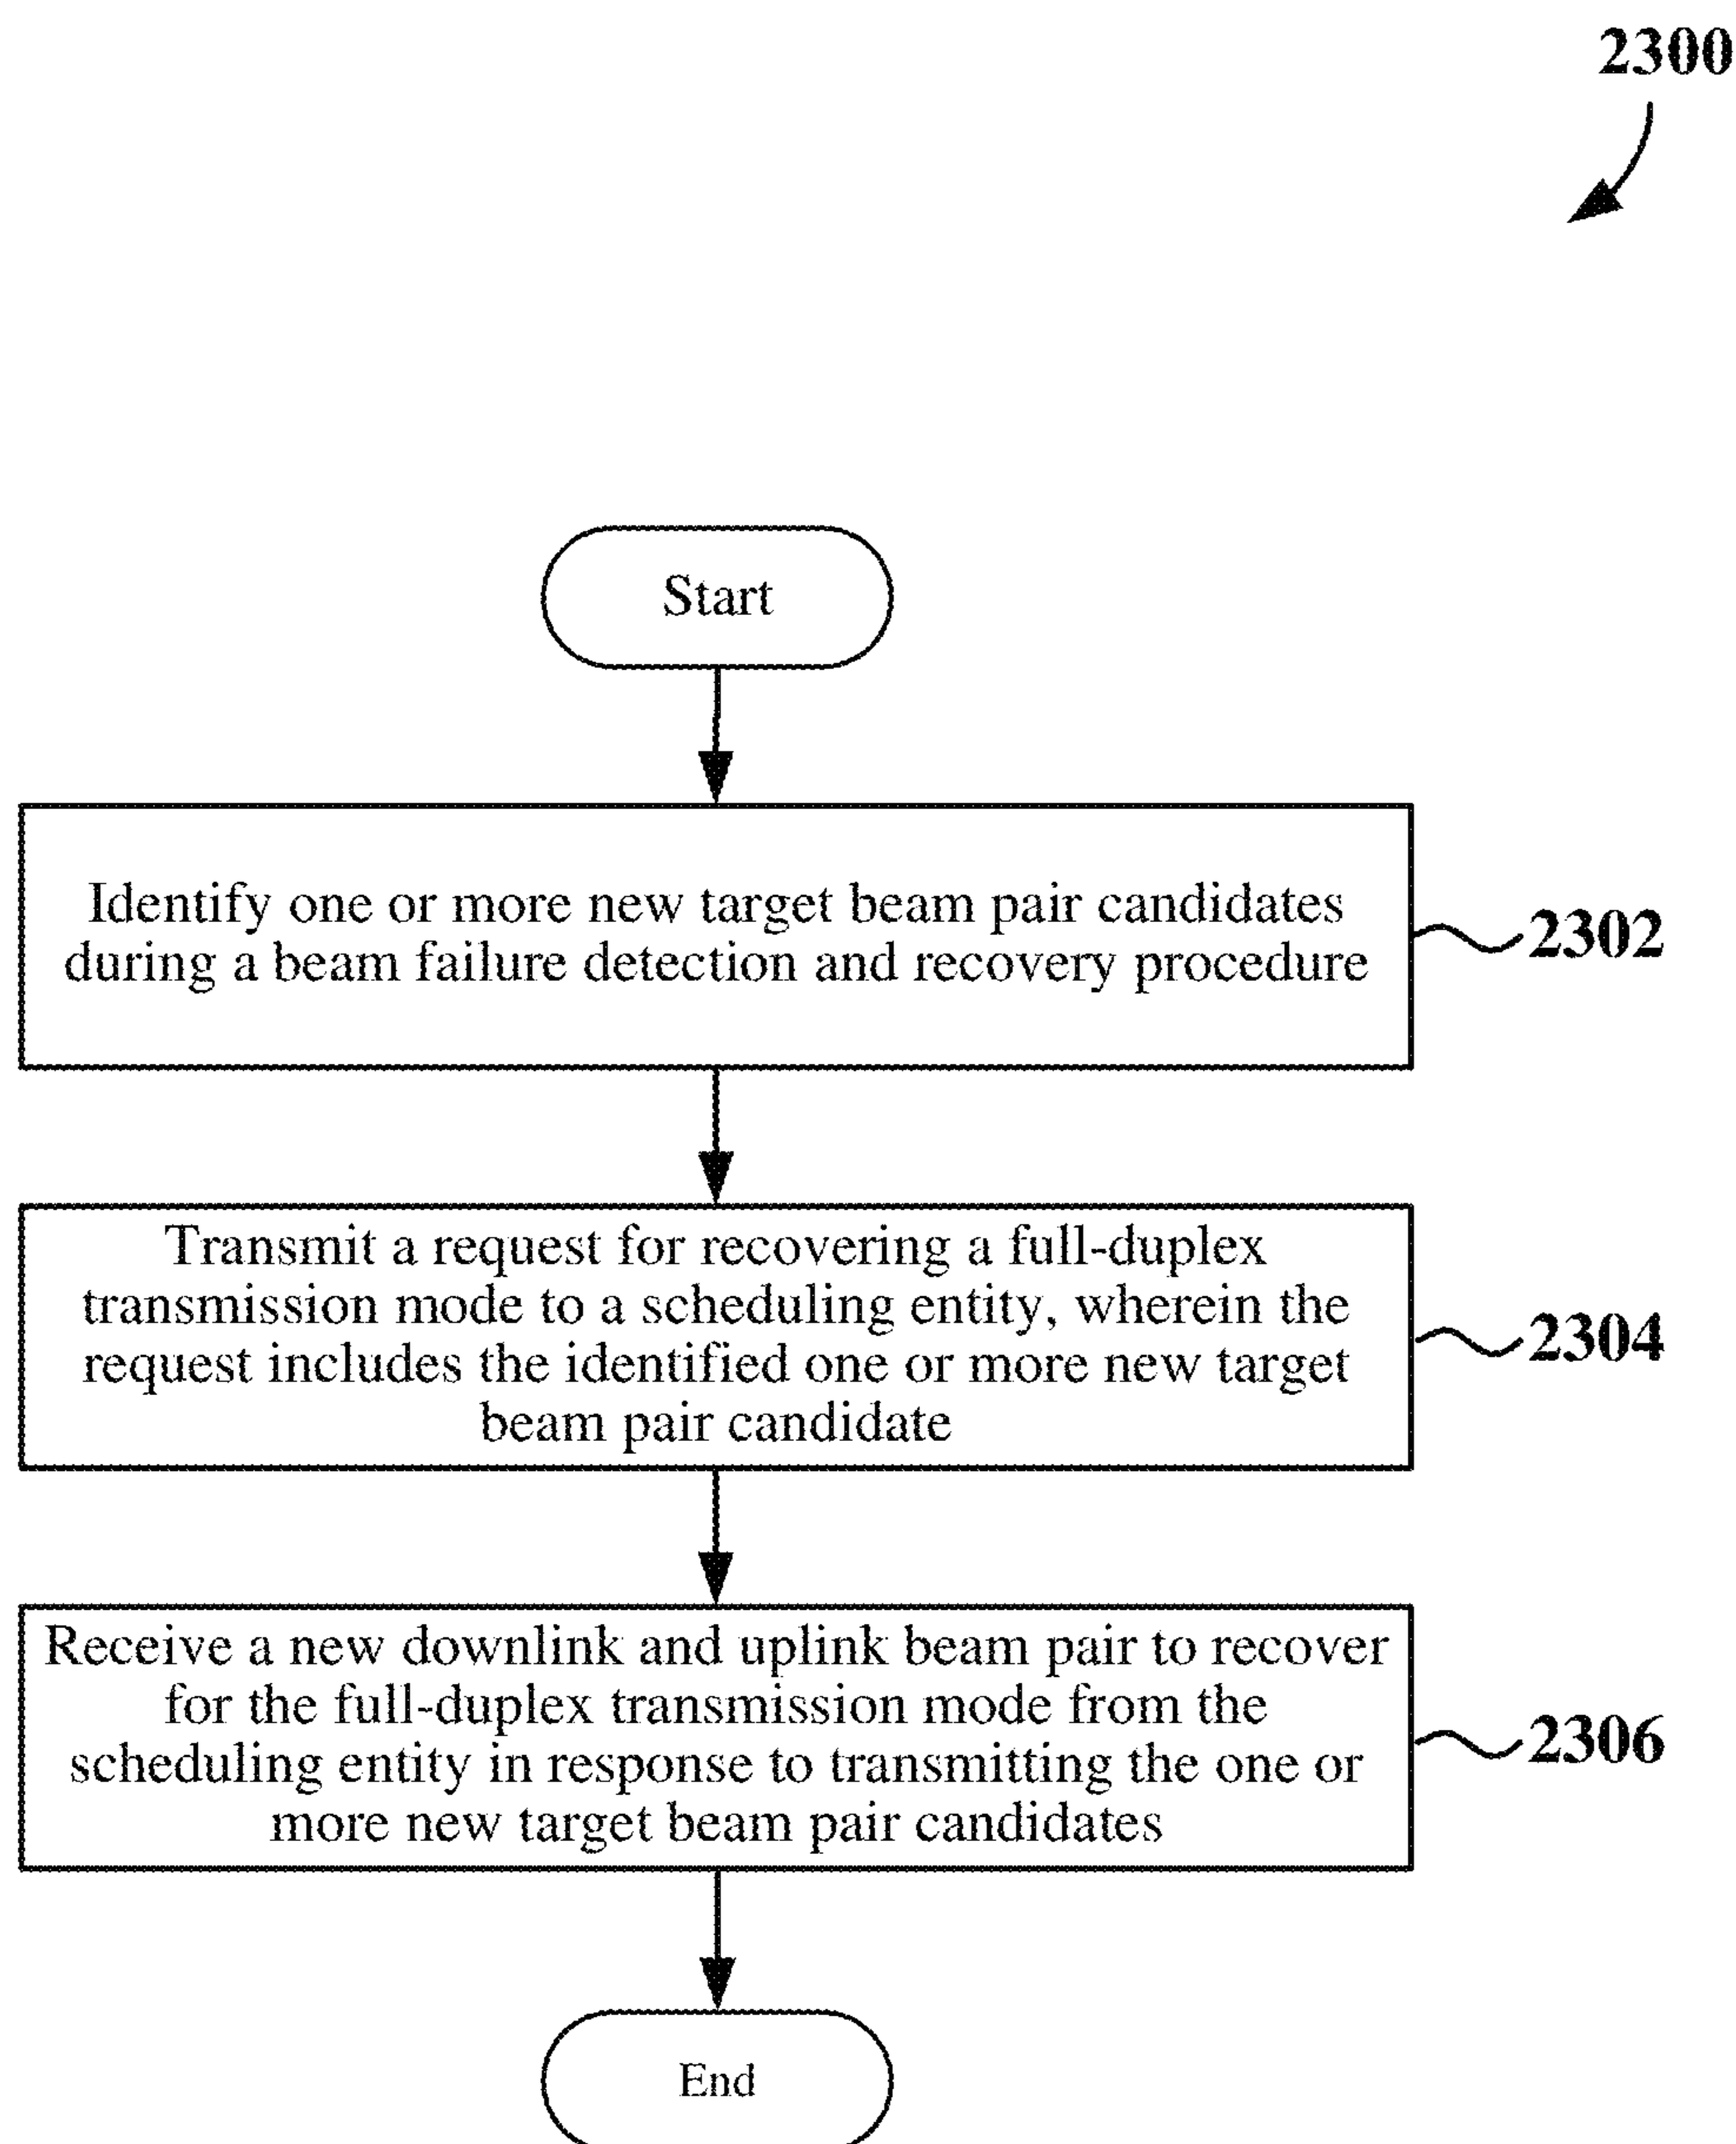 2300
Start
Identify one or more new target beam pair candidates
during a beam failure detection and recovery procedure
2302
Transmit a request for recovering a full-duplex
transmission mode to a scheduling entity, wherein the
request includes the identified one or more new target
beam pair candidate
2304
Receive a new downlink and uplink beam pair to recover
for the full-duplex transmission mode from the
scheduling entity in response to transmitting the one or
more new target beam pair candidates
2306
End